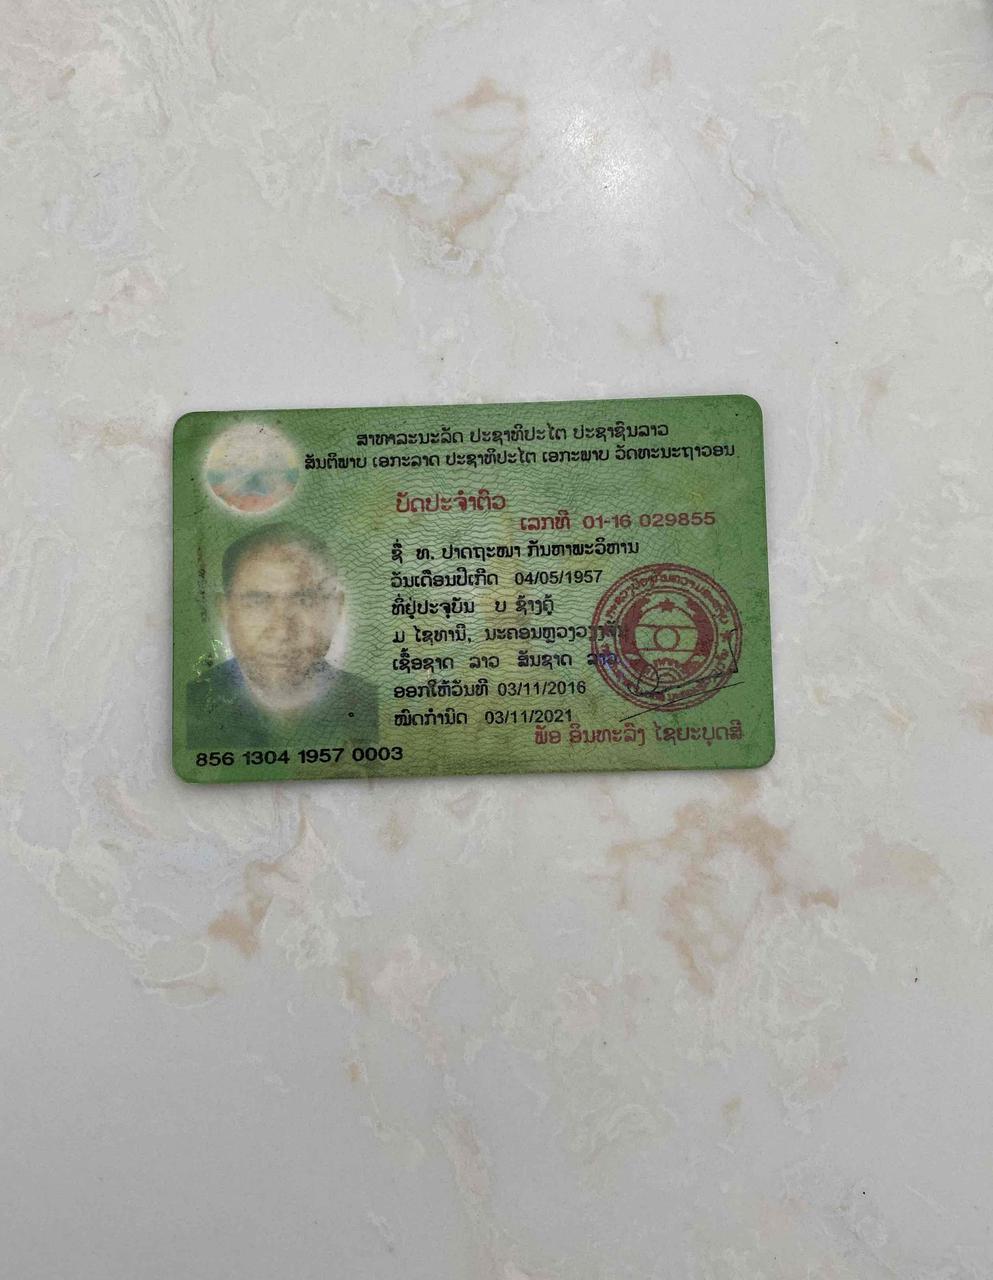 ສາທາລະນະລັດ ປະຊາທິປະໄຕ ປະຊາຊົນລາວ
ສັນຕິພາບ ເອກະລາດ ປະຊາທິປະໄຕ ເອກະພາບ ວັດທະນະຖາວອນ
ບັດປະຈຳຕົວ
ເລກທີ 01-16 029855
ຊື່ ທ. ປາດຖະໜາ ກັນຫາພະວິຫານ
ວັນເດືອນປີເກີດ 04/05/1957
ທີ່ຢູ່ປະຈຸບັນ ບ ຊ້າງຄູ້
ມ ໄຊທານີ, ນະຄອນຫຼວງວຽງຈັນ
ເຊື້ອຊາດ ລາວ ສັນຊາດ ລາວ
ອອກໃຫ້ວັນທີ 03/11/2016
ໝົດກຳນົດ 03/11/2021
ພັອ ອິນທະລົງ ໄຊຍະບຸດສີ
856 1304 1957 0003